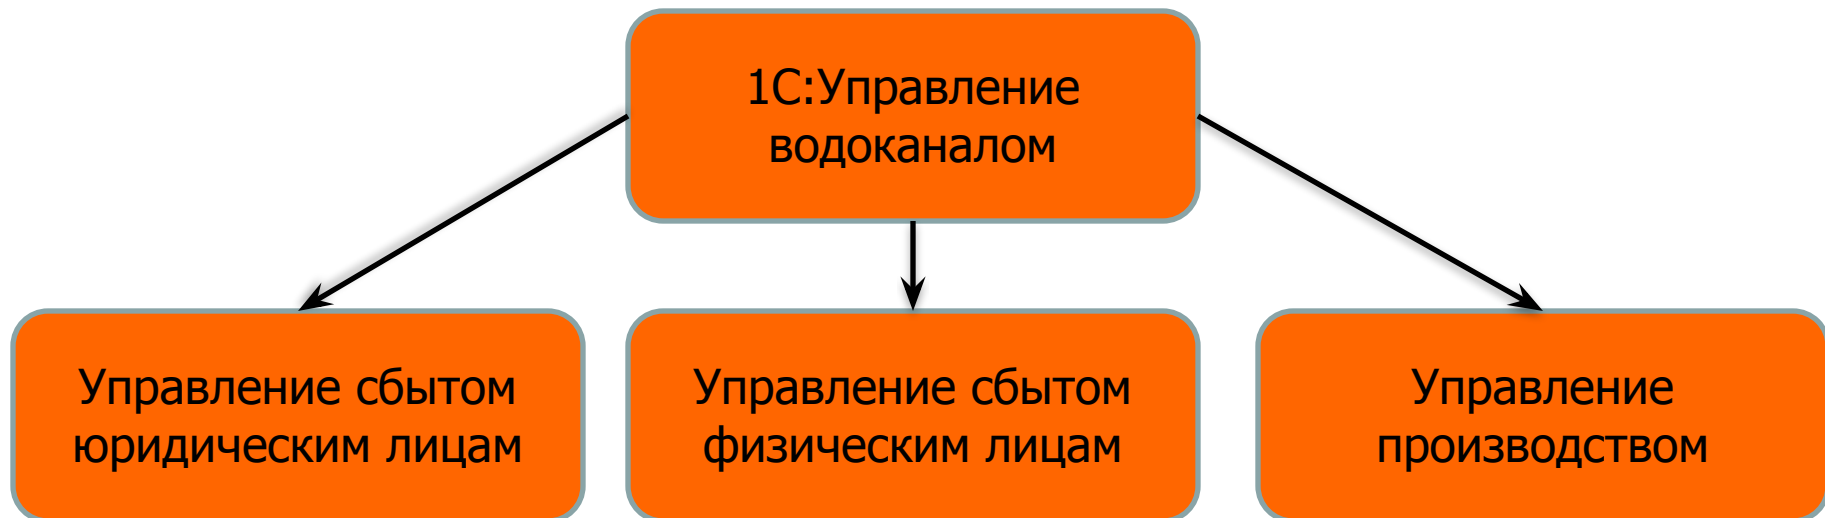 1С:Управление
водоканалом
Управление сбытом
юридическим лицам
Управление сбытом
физическим лицам
Управление
производством